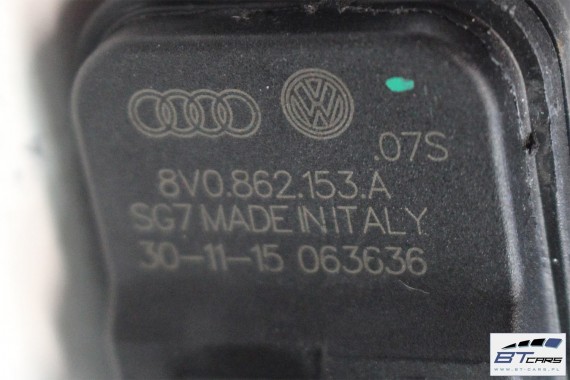 .07S
8V0.862.153.A
SG7 MADE IN ITALY
30-11-15 063636
BT CARS
WWW.BT-CARS.PL